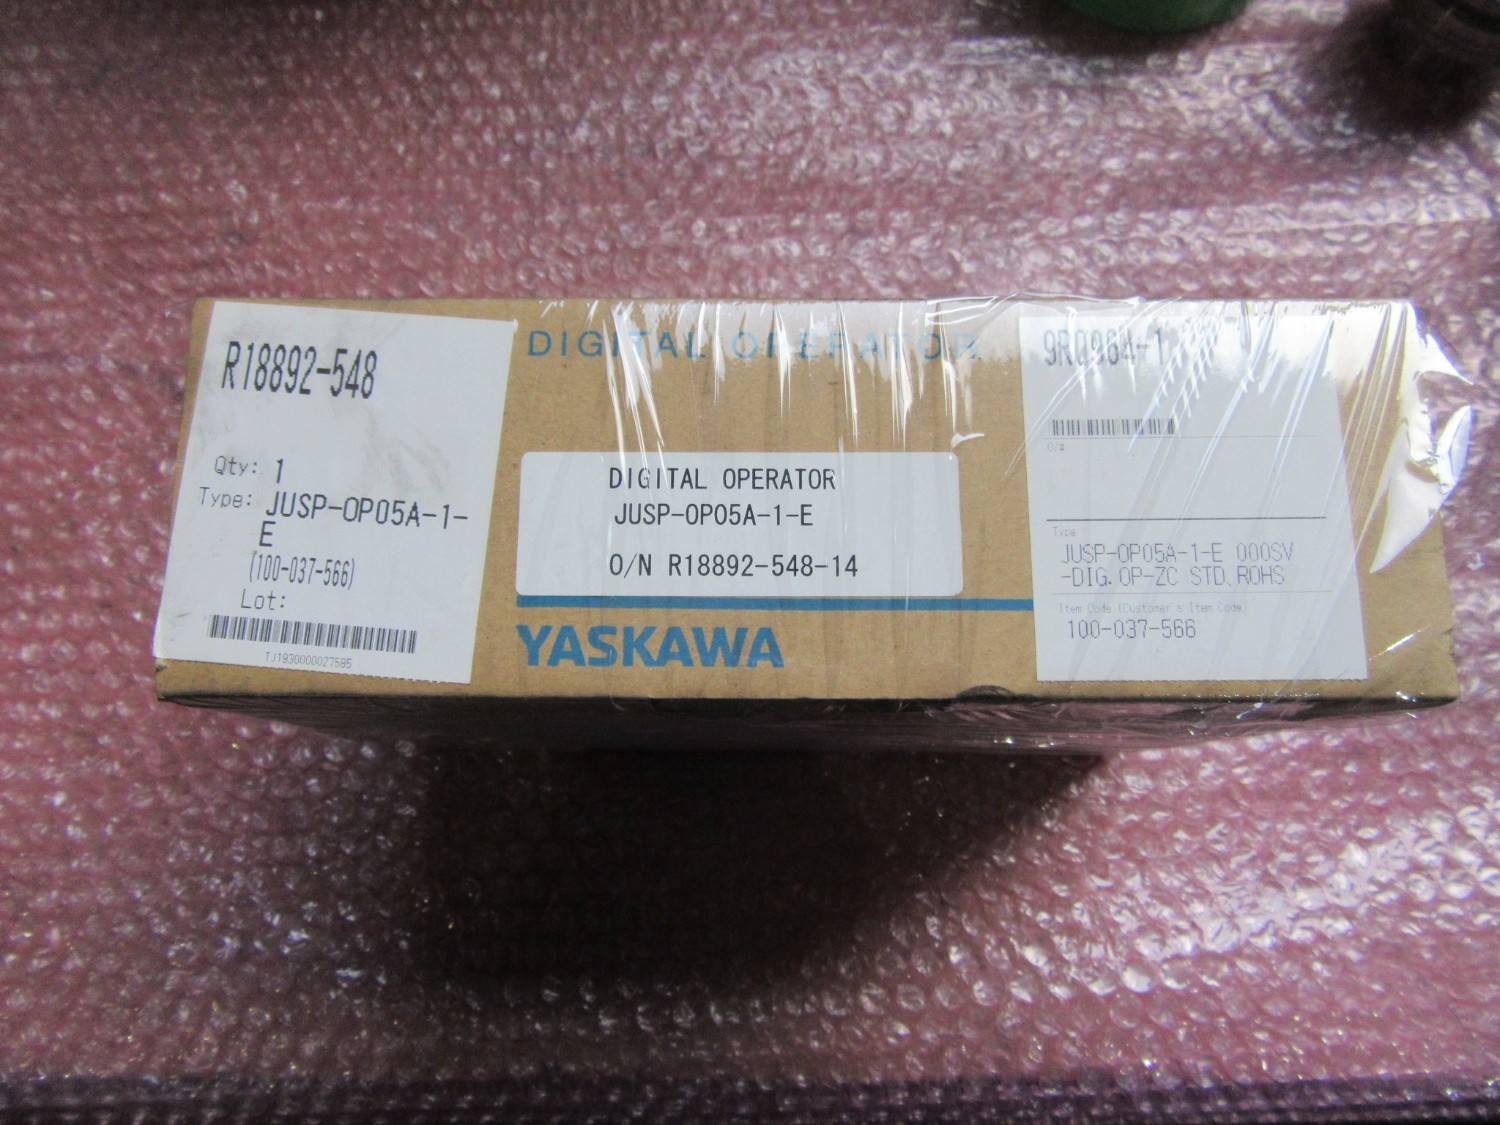 R18892-548
Qty: 1
Type: JUSP-OP05A-1-
E
(100-037-566)
Lot:
TJ1930000027585
DIGITAL OPERATOR
DIGITAL OPERATOR
JUSP-OP05A-1-E
O/N R18892-548-14
YASKAWA
9R0964-1
O/#
Type
JUSP-OP05A-1-E 000SV
-DIG. OP-ZC STD, ROHS
Item Code (Customer's Item Code)
100-037-566